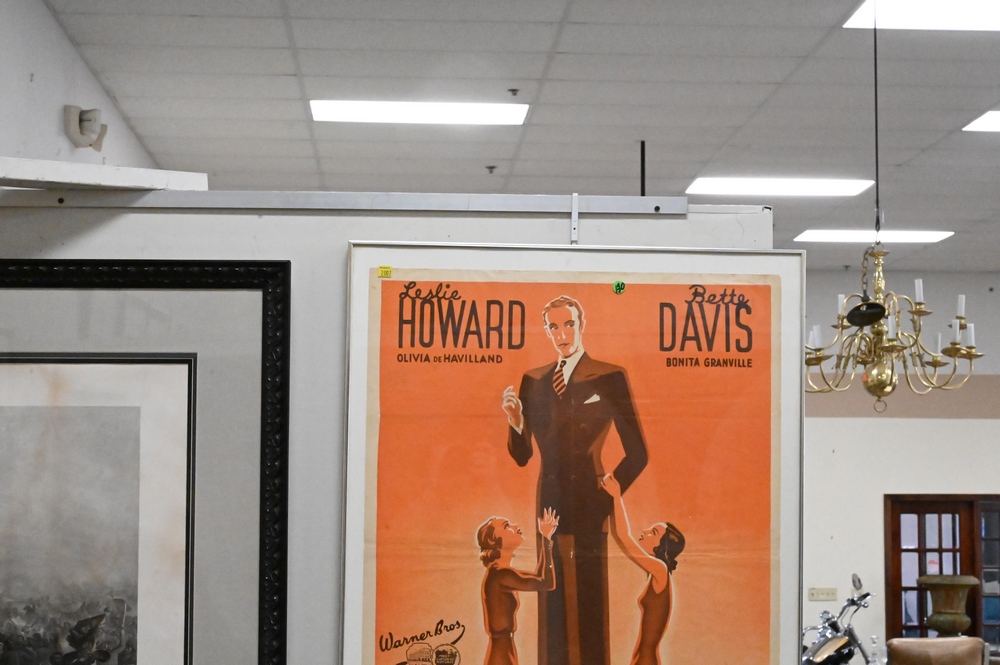 Leslie
HOWARD
OLIVIA DE HAVILLAND
Bette
DAVIS
BONITA GRANVILLE
Warner Bros.